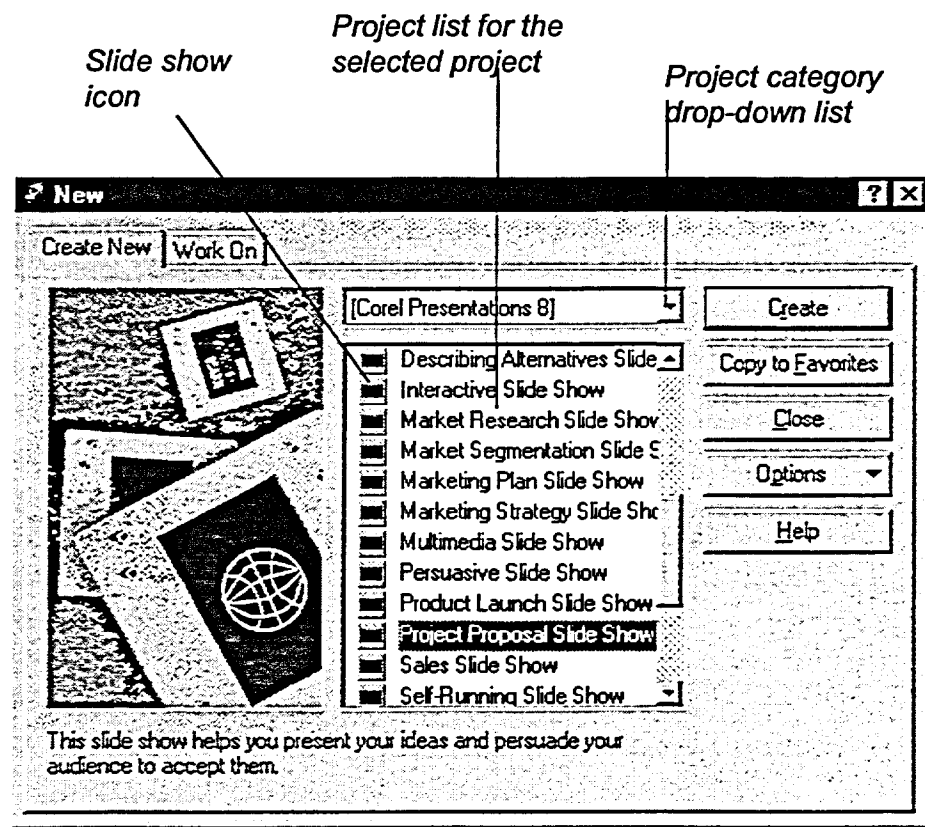 Slide show
icon
Project list for the
selected project
Project category
drop-down list
New
Create New
Work On
[Corel Presentations 8]
Describing Alternatives Slide
Interactive Slide Show
Market Research Slide Show
Market Segmentation Slide S
Marketing Plan Slide Show
Marketing Strategy Slide Sho
Multimedia Slide Show
Persuasive Slide Show
Product Launch Slide Show
Project Proposal Slide Show
Sales Slide Show
Self-Running Slide Show
Create
Copy to Favorites
Close
Options
Help
This slide show helps you present your ideas and persuade your
audience to accept them.